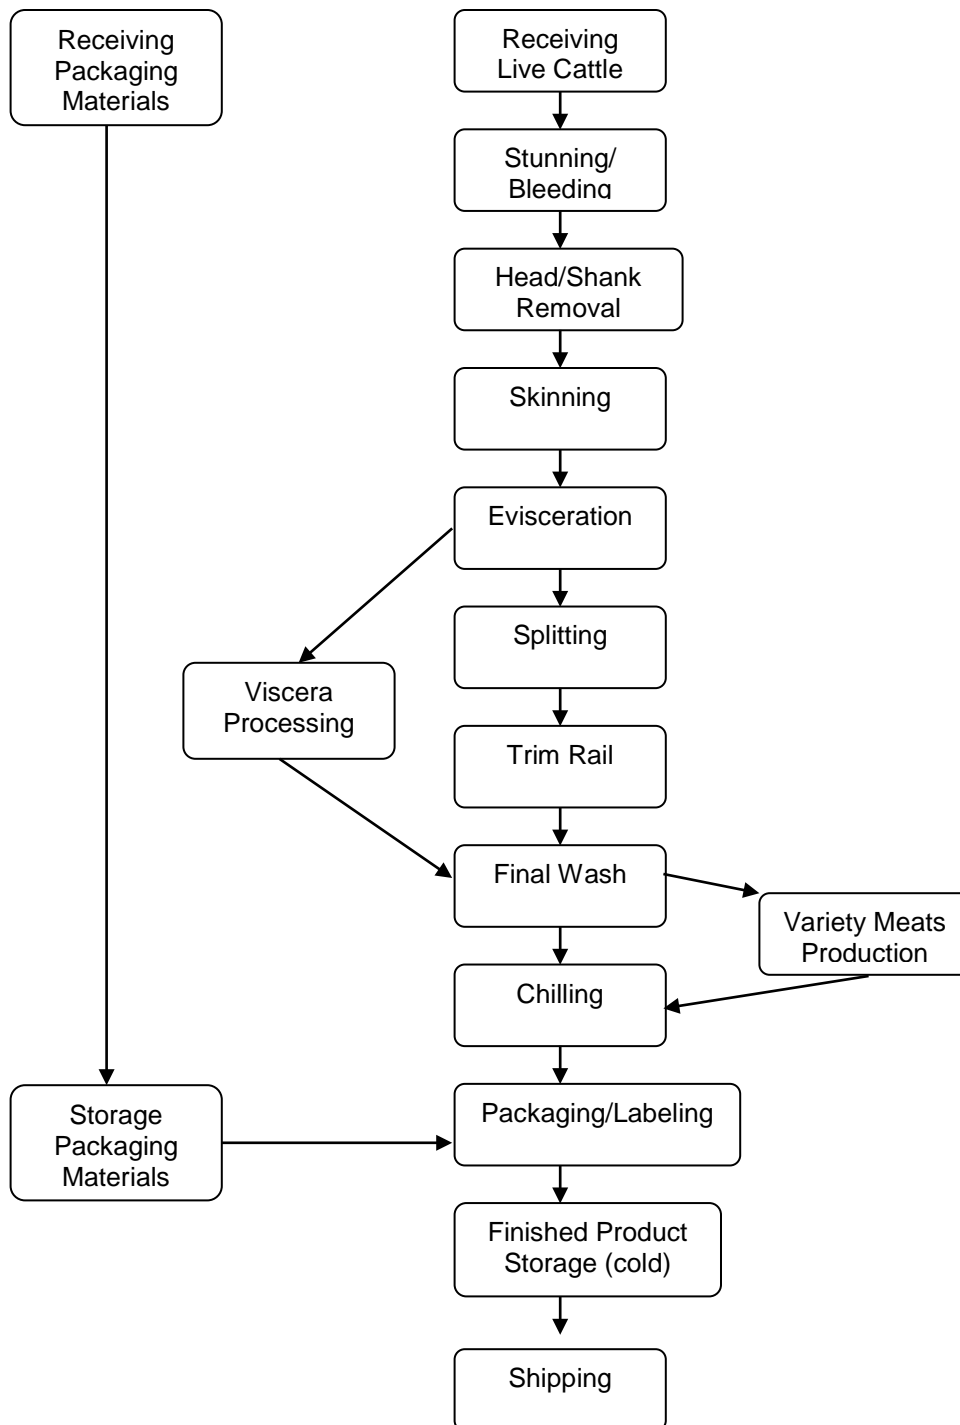 Receiving
Packaging
Materials
Receiving
Live Cattle
Stunning/
Bleeding
Head/Shank
Removal
Skinning
Evisceration
Splitting
Viscera
Processing
Trim Rail
Final Wash
Variety Meats
Production
Chilling
Storage
Packaging
Materials
Packaging/Labeling
Finished Product
Storage (cold)
Shipping